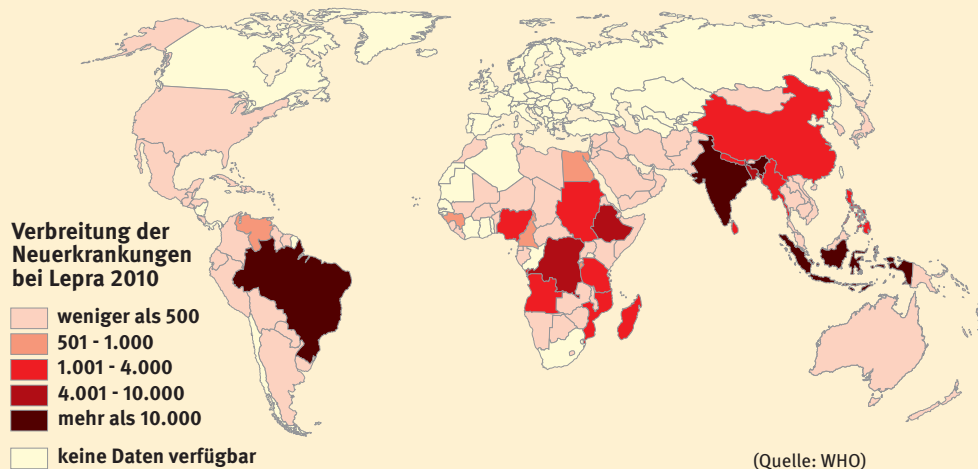 Verbreitung der
Neuerkrankungen
bei Lepra 2010
weniger als 500
501 - 1.000
1.001 - 4.000
4.001 - 10.000
mehr als 10.000
keine Daten verfügbar
(Quelle: WHO)